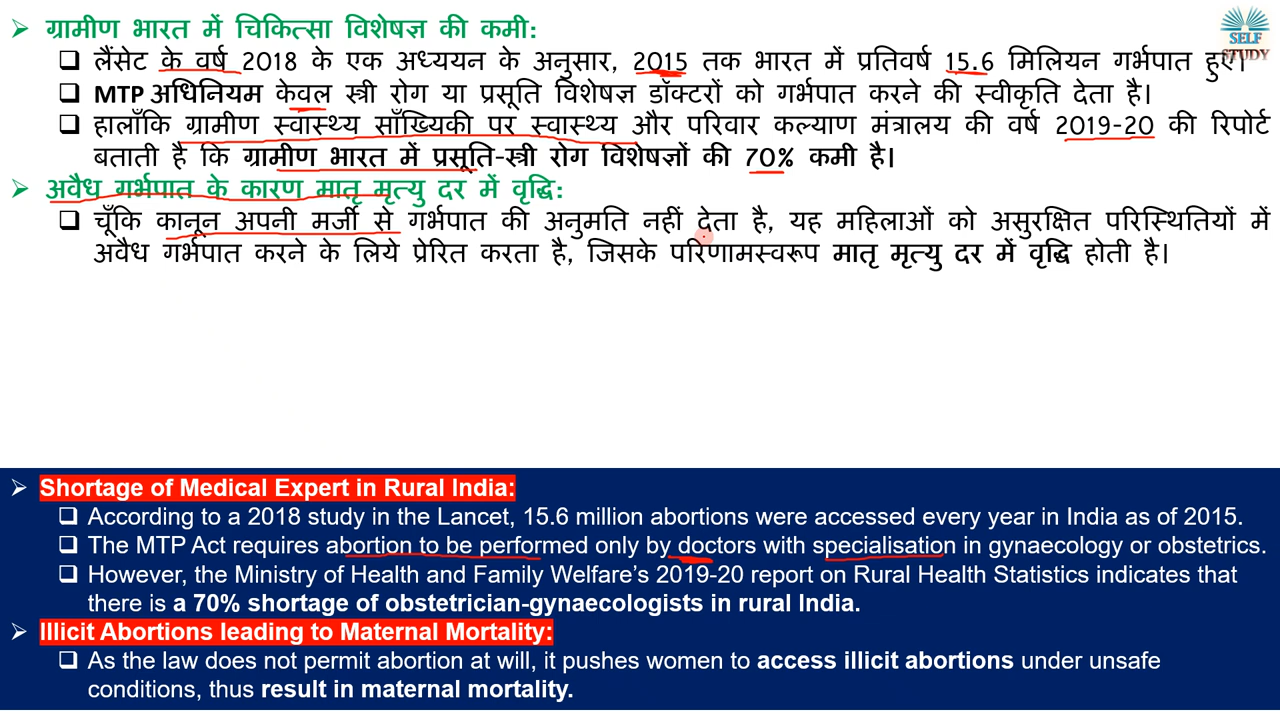 ➢ ग्रामीण भारत में चिकित्सा विशेषज्ञ की कमी:
❑ लैंसेट के वर्ष 2018 के एक अध्ययन के अनुसार, 2015 तक भारत में प्रतिवर्ष 15.6 मिलियन गर्भपात हुए।
❑ MTP अधिनियम केवल स्त्री रोग या प्रसूति विशेषज्ञ डॉक्टरों को गर्भपात करने की स्वीकृति देता है।
❑ हालाँकि ग्रामीण स्वास्थ्य साँख्यिकी पर स्वास्थ्य और परिवार कल्याण मंत्रालय की वर्ष 2019-20 की रिपोर्ट
बताती है कि ग्रामीण भारत में प्रसूति-स्त्री रोग विशेषज्ञों की 70% कमी है।
➢ अवैध गर्भपात के कारण मातृ मृत्यु दर में वृद्धि:
❑ चूँकि कानून अपनी मर्जी से गर्भपात की अनुमति नहीं देता है, यह महिलाओं को असुरक्षित परिस्थितियों में
अवैध गर्भपात करने के लिये प्रेरित करता है, जिसके परिणामस्वरूप मातृ मृत्यु दर में वृद्धि होती है।
SELF
STUDY
➢ Shortage of Medical Expert in Rural India:
❑ According to a 2018 study in the Lancet, 15.6 million abortions were accessed every year in India as of 2015.
❑ The MTP Act requires abortion to be performed only by doctors with specialisation in gynaecology or obstetrics.
❑ However, the Ministry of Health and Family Welfare’s 2019-20 report on Rural Health Statistics indicates that
there is a 70% shortage of obstetrician-gynaecologists in rural India.
➢ Illicit Abortions leading to Maternal Mortality:
❑ As the law does not permit abortion at will, it pushes women to access illicit abortions under unsafe
conditions, thus result in maternal mortality.